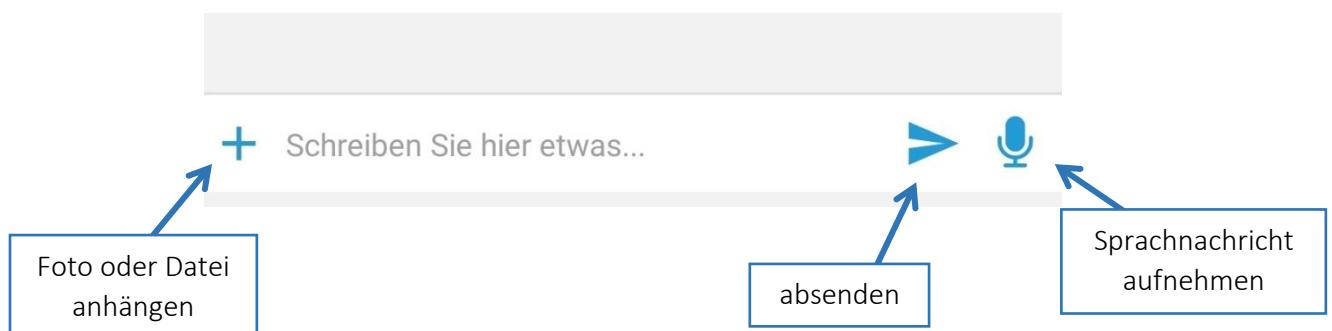 Schreiben Sie hier etwas...
Foto oder Datei
anhängen
absenden
Sprachnachricht
aufnehmen